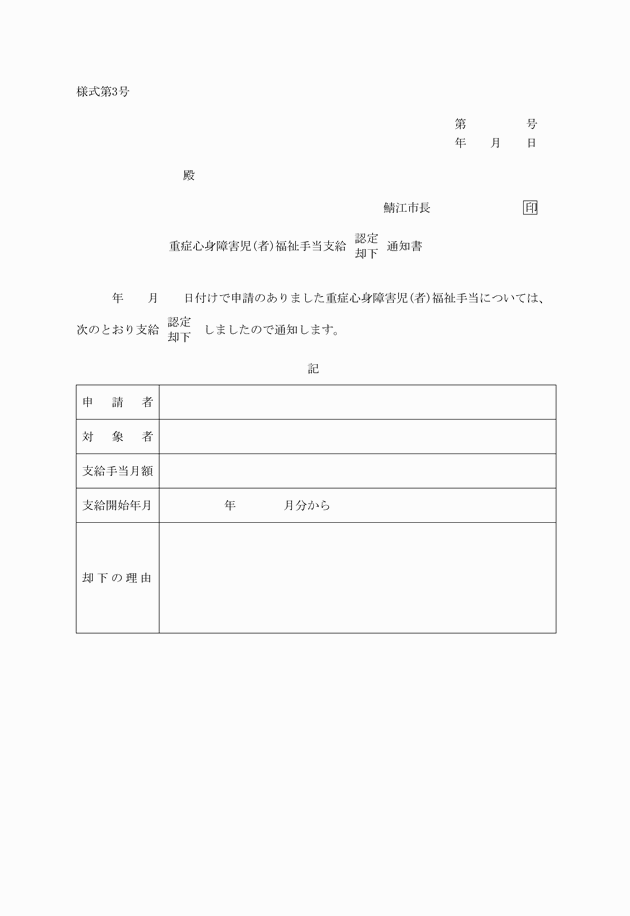 様式第3号
第　　　　　号
年　　月　　日
殿
鯖江市長　　　　　　　　印
重症心身障害児(者)福祉手当支給 認定 却下 通知書
年　　月　　日付けで申請のありました重症心身障害児(者)福祉手当については、
次のとおり支給 認定 却下 しましたので通知します。
記
申請者
対象者
支給手当月額
支給開始年月　　　　　年　　　　月分から
却下の理由